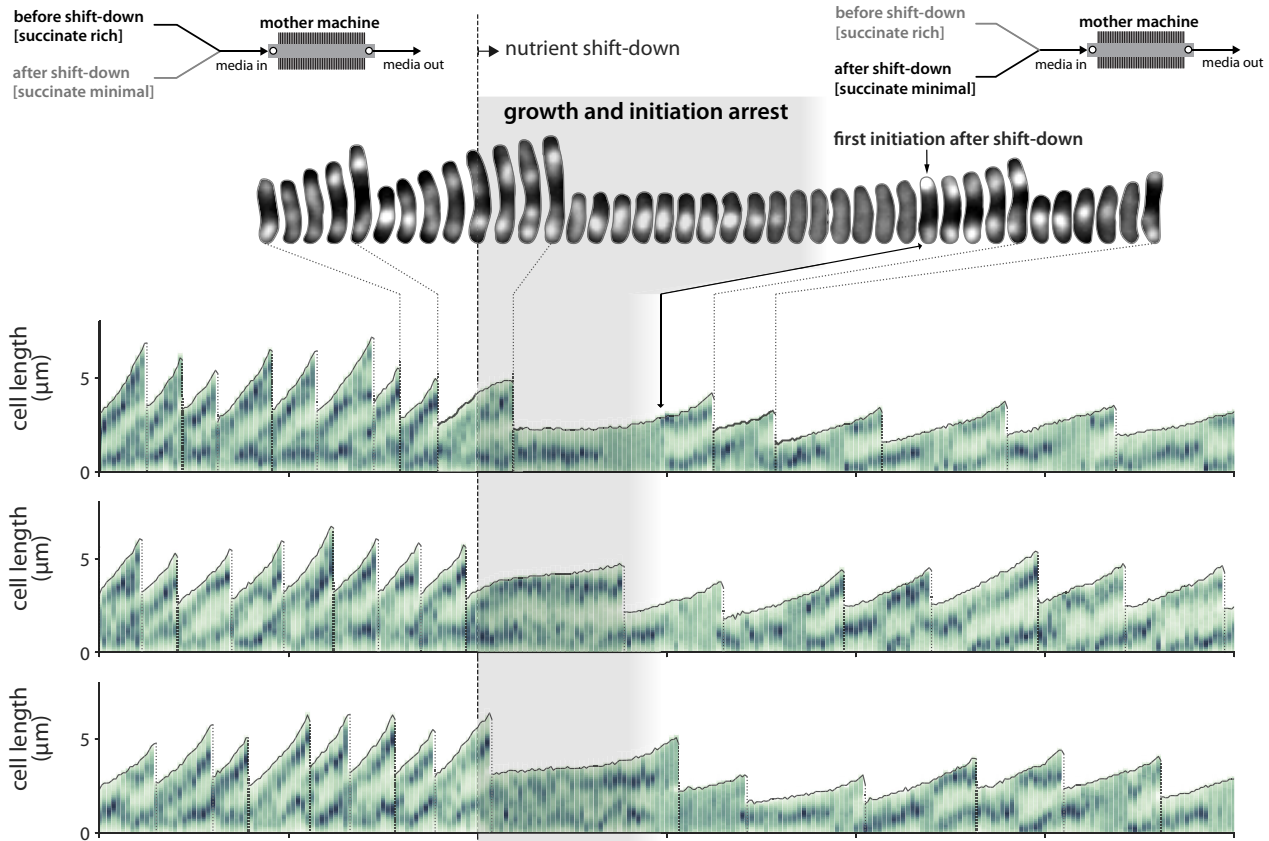 before shift-down
[succinate rich]
after shift-down
[succinate minimal]
mother machine
media in
media out
nutrient shift-down
before shift-down
[succinate rich]
after shift-down
[succinate minimal]
mother machine
media in
media out
growth and initiation arrest
first initiation after shift-down
cell length
(μm)
5
0
cell length
(μm)
5
0
cell length
(μm)
5
0